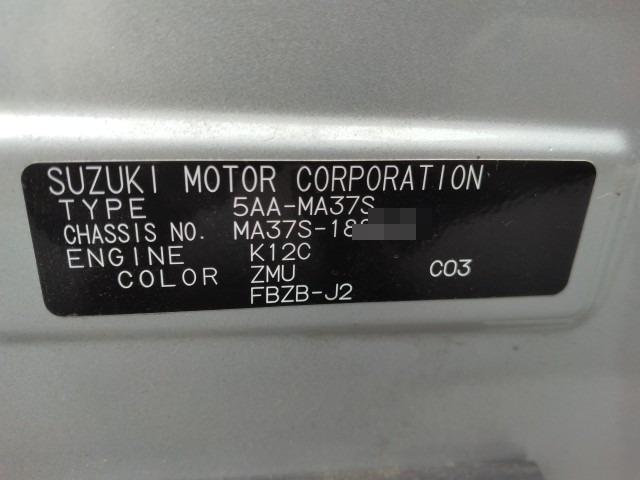 SUZUKI MOTOR CORPORATION
TYPE 5AA-MA37S
CHASSIS NO. MA37S-18
ENGINE K12C
COLOR ZMU C03
FBZB-J2